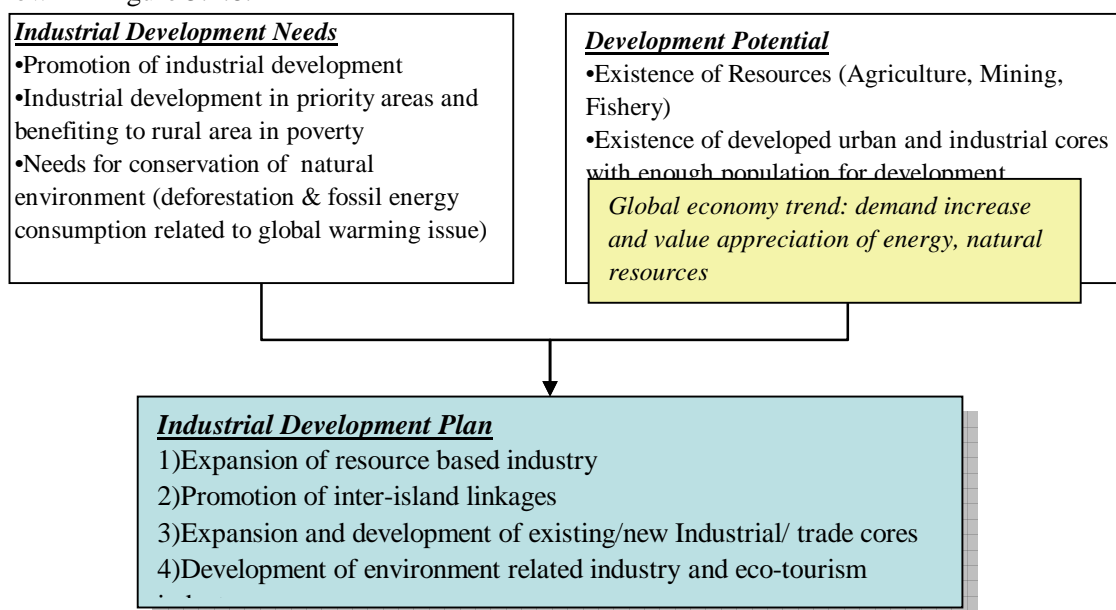 Industrial Development Needs
•Promotion of industrial development
•Industrial development in priority areas and
benefiting to rural area in poverty
•Needs for conservation of natural
environment (deforestation & fossil energy
consumption related to global warming issue)
Development Potential
•Existence of Resources (Agriculture, Mining,
Fishery)
•Existence of developed urban and industrial cores
with enough population for development
Global economy trend: demand increase
and value appreciation of energy, natural
resources
Industrial Development Plan
1)Expansion of resource based industry
2)Promotion of inter-island linkages
3)Expansion and development of existing/new Industrial/ trade cores
4)Development of environment related industry and eco-tourism